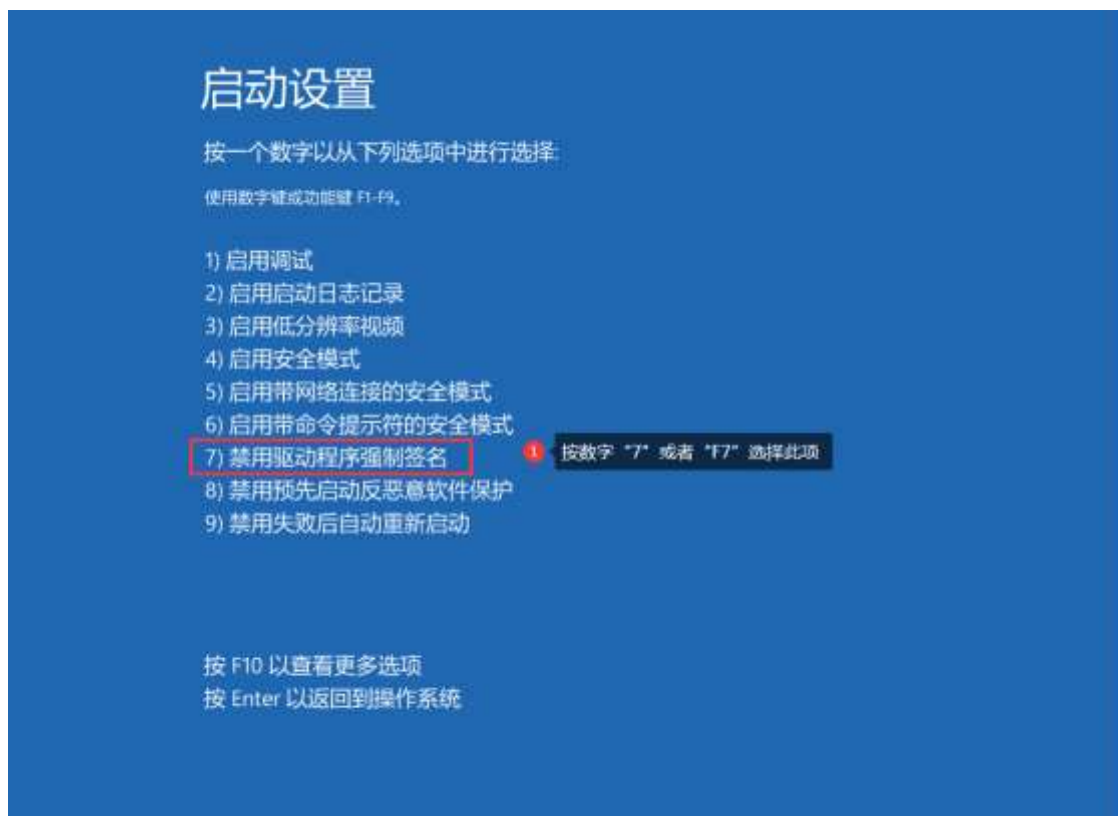 启动设置
按一个数字以从下列选项中进行选择:
使用数字键或功能键 F1-F9。
1) 启用调试
2) 启用启动日志记录
3) 启用低分辨率视频
4) 启用安全模式
5) 启用带网络连接的安全模式
6) 启用带命令提示符的安全模式
7) 禁用驱动程序强制签名
1 按数字 "7" 或者 "F7" 选择此项
8) 禁用预先启动反恶意软件保护
9) 禁用失败后自动重新启动
按 F10 以查看更多选项
按 Enter 以返回到操作系统